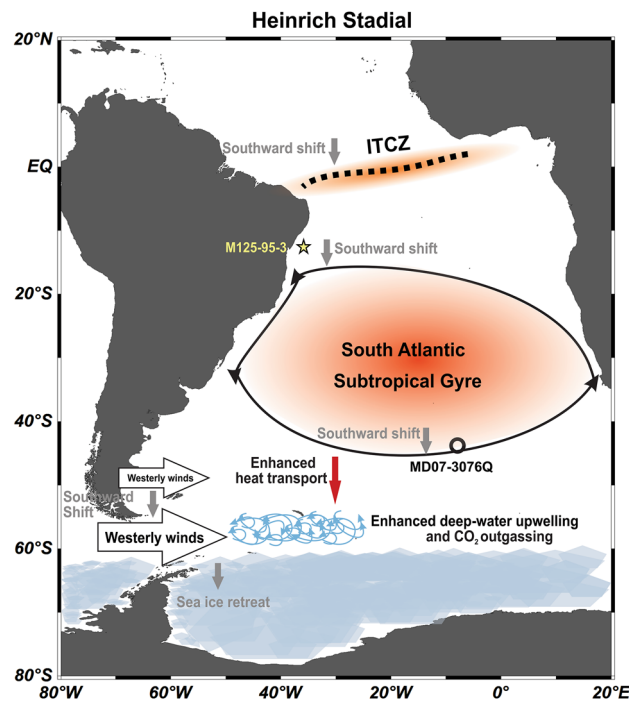 Heinrich Stadial
20°N
Southward shift
ITCZ
EQ
M125-95-3
Southward shift
20°S
South Atlantic
Subtropical Gyre
40°S
Southward shift
MD07-3076Q
Enhanced
heat transport
Westerly winds
Southward
Shift
Westerly winds
Enhanced deep-water upwelling
and CO₂ outgassing
60°S
Sea ice retreat
80°S
80°W
60°W
40°W
20°W
0°
20°E